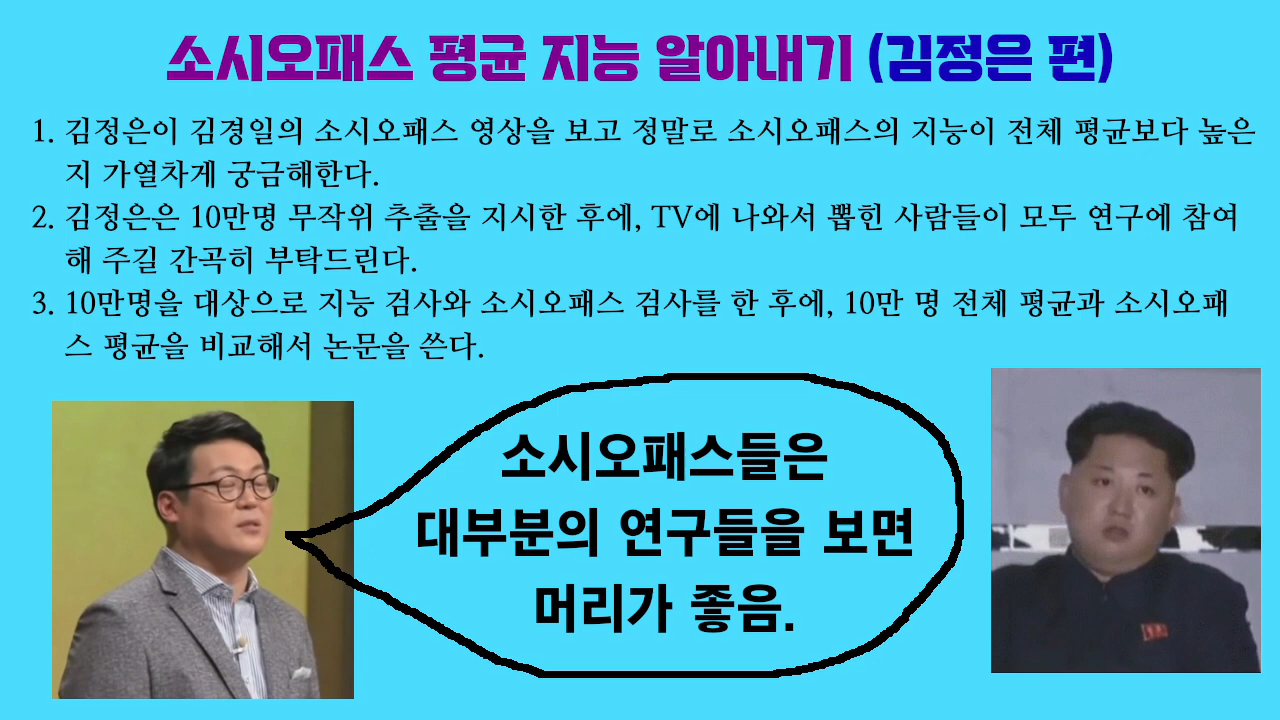 소시오패스 평균 지능 알아내기 (김정은 편)
1. 김정은이 김경일의 소시오패스 영상을 보고 정말로 소시오패스의 지능이 전체 평균보다 높은
지 가열차게 궁금해한다.
2. 김정은은 10만명 무작위 추출을 지시한 후에, TV에 나와서 뽑힌 사람들이 모두 연구에 참여
해 주길 간곡히 부탁드린다.
3. 10만명을 대상으로 지능 검사와 소시오패스 검사를 한 후에, 10만 명 전체 평균과 소시오패
스 평균을 비교해서 논문을 쓴다.
소시오패스들은
대부분의 연구들을 보면
머리가 좋음.